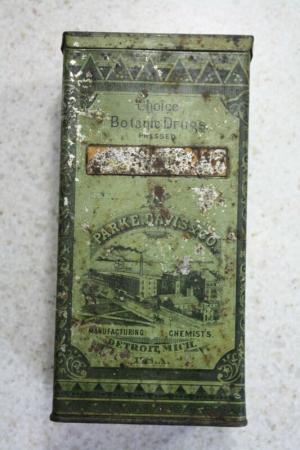 Choice
Botanic Drugs
PRESSED
PARKE, DAVIS & CO.
MANUFACTURING CHEMISTS.
DETROIT, MICH.
U.S.A.